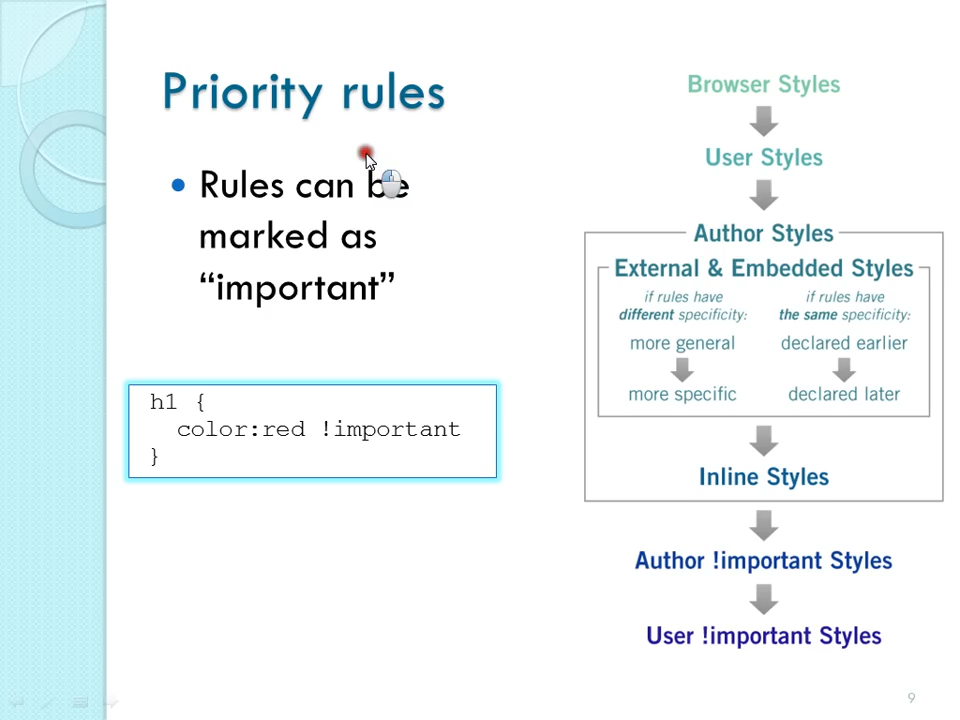 Priority rules
• Rules can be
marked as
“important”
h1 {
color:red !important
}
Browser Styles
User Styles
Author Styles
External & Embedded Styles
if rules have
different specificity:
more general
more specific
if rules have
the same specificity:
declared earlier
declared later
Inline Styles
Author !important Styles
User !important Styles
9